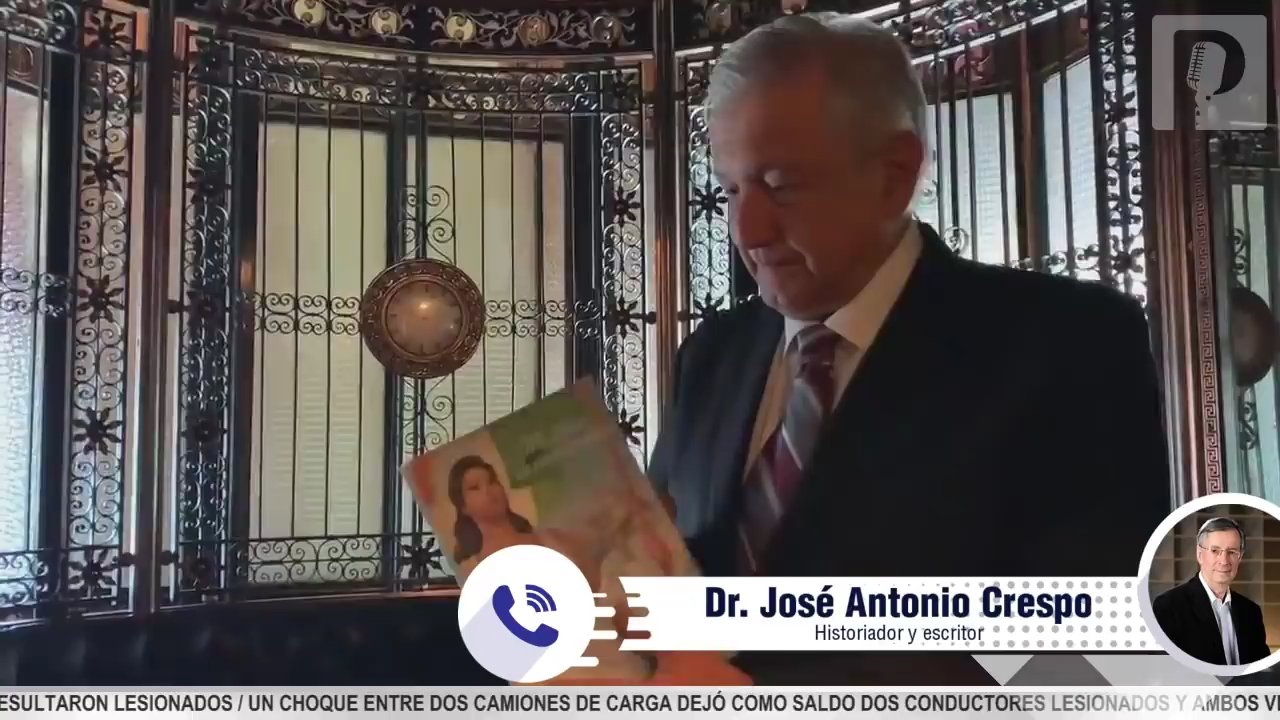 Dr. José Antonio Crespo
Historiador y escritor
ESULTARON LESIONADOS / UN CHOQUE ENTRE DOS CAMIONES DE CARGA DEJÓ COMO SALDO DOS CONDUCTORES LESIONADOS Y AMBOS